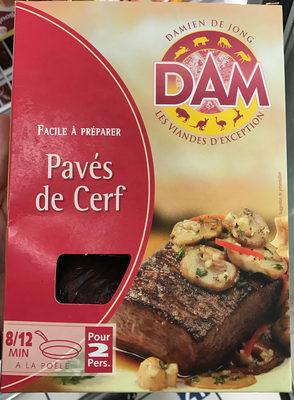 DAMIEN DE JONG
DAM
LES VIANDES D'EXCEPTION
FACILE À PRÉPARER
Pavés
de Cerf
8/12
MIN
A LA POÊLE
Pour
2
Pers.